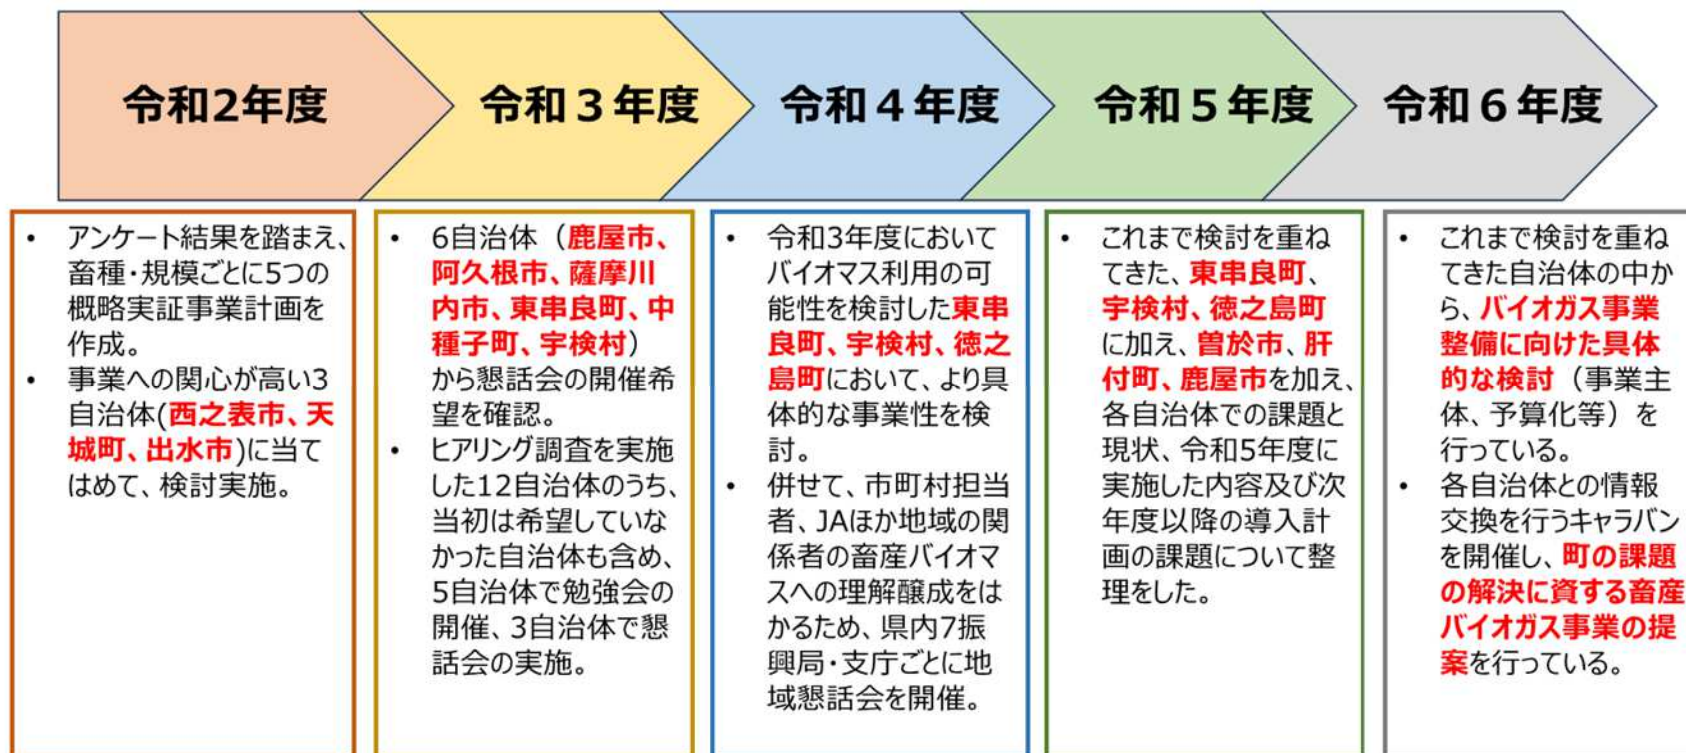 令和2年度
令和３年度
令和４年度
令和５年度
令和６年度
• アンケート結果を踏まえ、
畜種・規模ごとに5つの
概略実証事業計画を
作成。
• 事業への関心が高い3
自治体(西之表市、天
城町、出水市)に当て
はめて、検討実施。
• 6自治体（鹿屋市、
阿久根市、薩摩川
内市、東串良町、中
種子町、宇検村）
から懇話会の開催希
望を確認。
• ヒアリング調査を実施
した12自治体のうち、
当初は希望していな
かった自治体も含め、
5自治体で勉強会の
開催、3自治体で懇
話会の実施。
• 令和3年度において
バイオマス利用の可
能性を検討した東串
良町、宇検村、徳之
島町において、より具
体的な事業性を検
討。
• 併せて、市町村担当
者、JAほか地域の関
係者の畜産バイオマ
スへの理解醸成をは
かるため、県内7振
興局・支庁ごとに地
域懇話会を開催。
• これまで検討を重ね
てきた、東串良町、
宇検村、徳之島町
に加え、曽於市、肝
付町、鹿屋市を加え、
各自治体での課題と
現状、令和5年度に
実施した内容及び次
年度以降の導入計
画の課題について整
理をした。
• これまで検討を重ね
てきた自治体の中か
ら、バイオガス事業
整備に向けた具体
的な検討（事業主
体、予算化等）を
行っている。
• 各自治体との情報
交換を行うキャラバン
を開催し、町の課題
の解決に資する畜産
バイオガス事業の提
案を行っている。